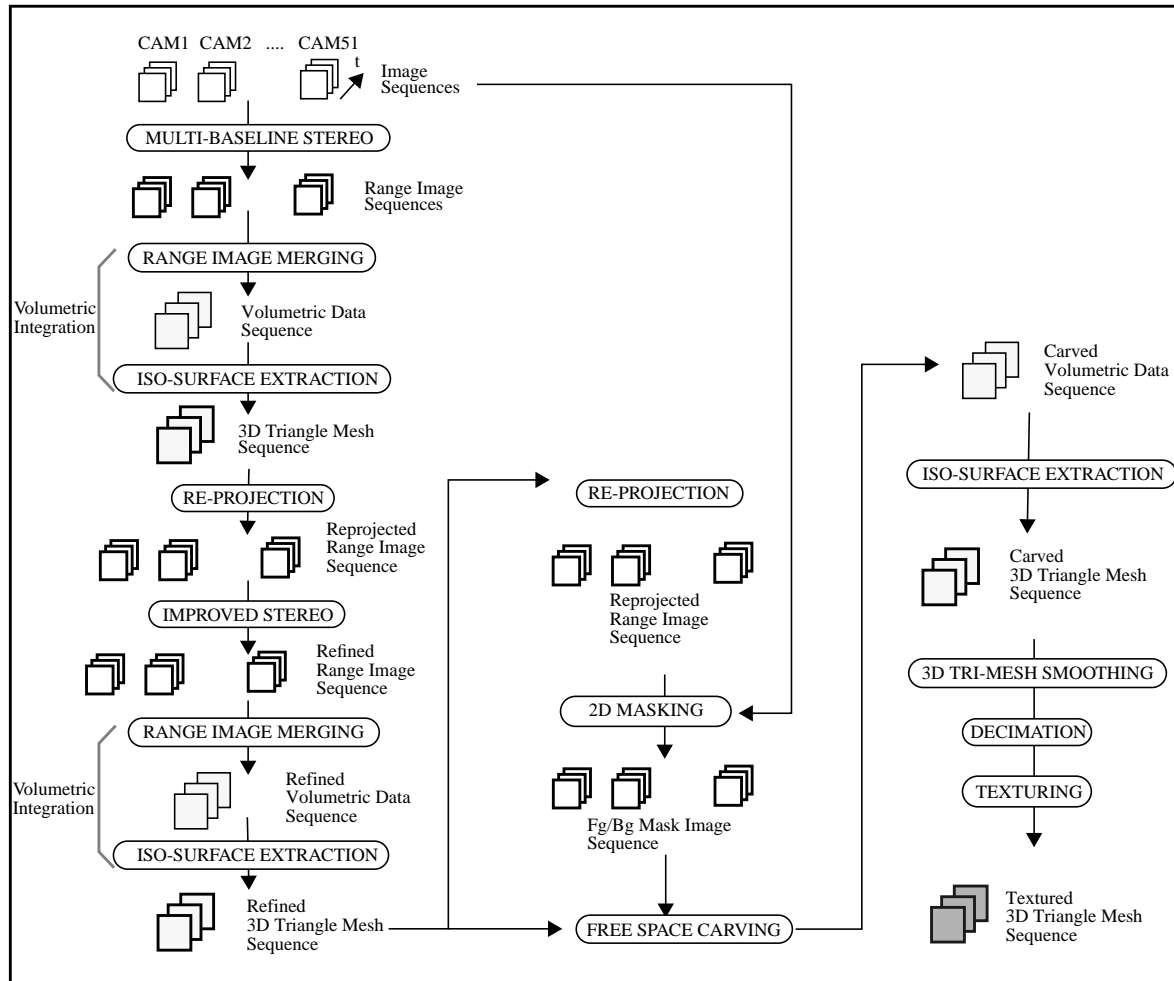 CAM1 CAM2 .... CAM51
t
Image
Sequences
MULTI-BASELINE STEREO
Range Image
Sequences
RANGE IMAGE MERGING
Volumetric
Integration
Volumetric Data
Sequence
ISO-SURFACE EXTRACTION
3D Triangle Mesh
Sequence
RE-PROJECTION
Reprojected
Range Image
Sequence
IMPROVED STEREO
Refined
Range Image
Sequence
RANGE IMAGE MERGING
Volumetric
Integration
Refined
Volumetric Data
Sequence
ISO-SURFACE EXTRACTION
Refined
3D Triangle Mesh
Sequence
RE-PROJECTION
Reprojected
Range Image
Sequence
2D MASKING
Fg/Bg Mask Image
Sequence
FREE SPACE CARVING
Carved
Volumetric Data
Sequence
ISO-SURFACE EXTRACTION
Carved
3D Triangle Mesh
Sequence
3D TRI-MESH SMOOTHING
DECIMATION
TEXTURING
Textured
3D Triangle Mesh
Sequence